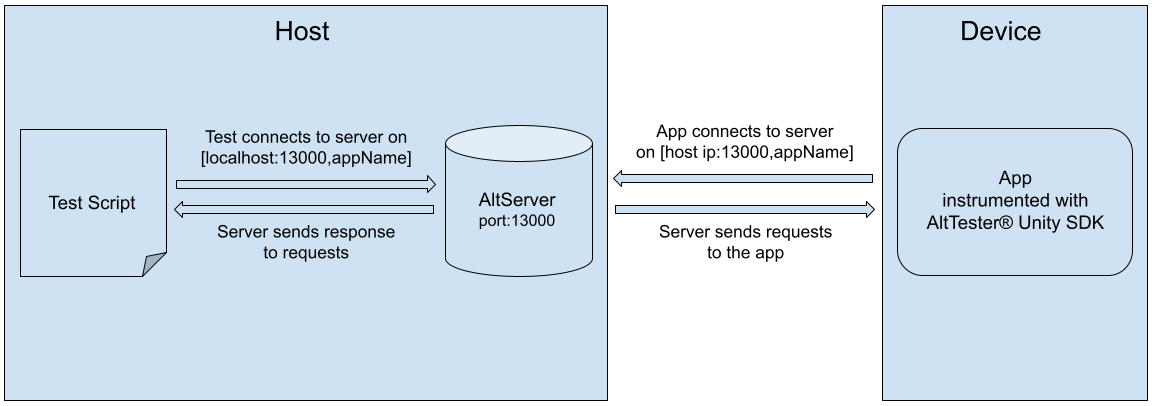 Host
Device
Test connects to server on
[localhost:13000,appName]
App connects to server
on [host ip:13000,appName]
Test Script
AltServer
port:13000
App
instrumented with
AltTester® Unity SDK
Server sends response
to requests
Server sends requests
to the app